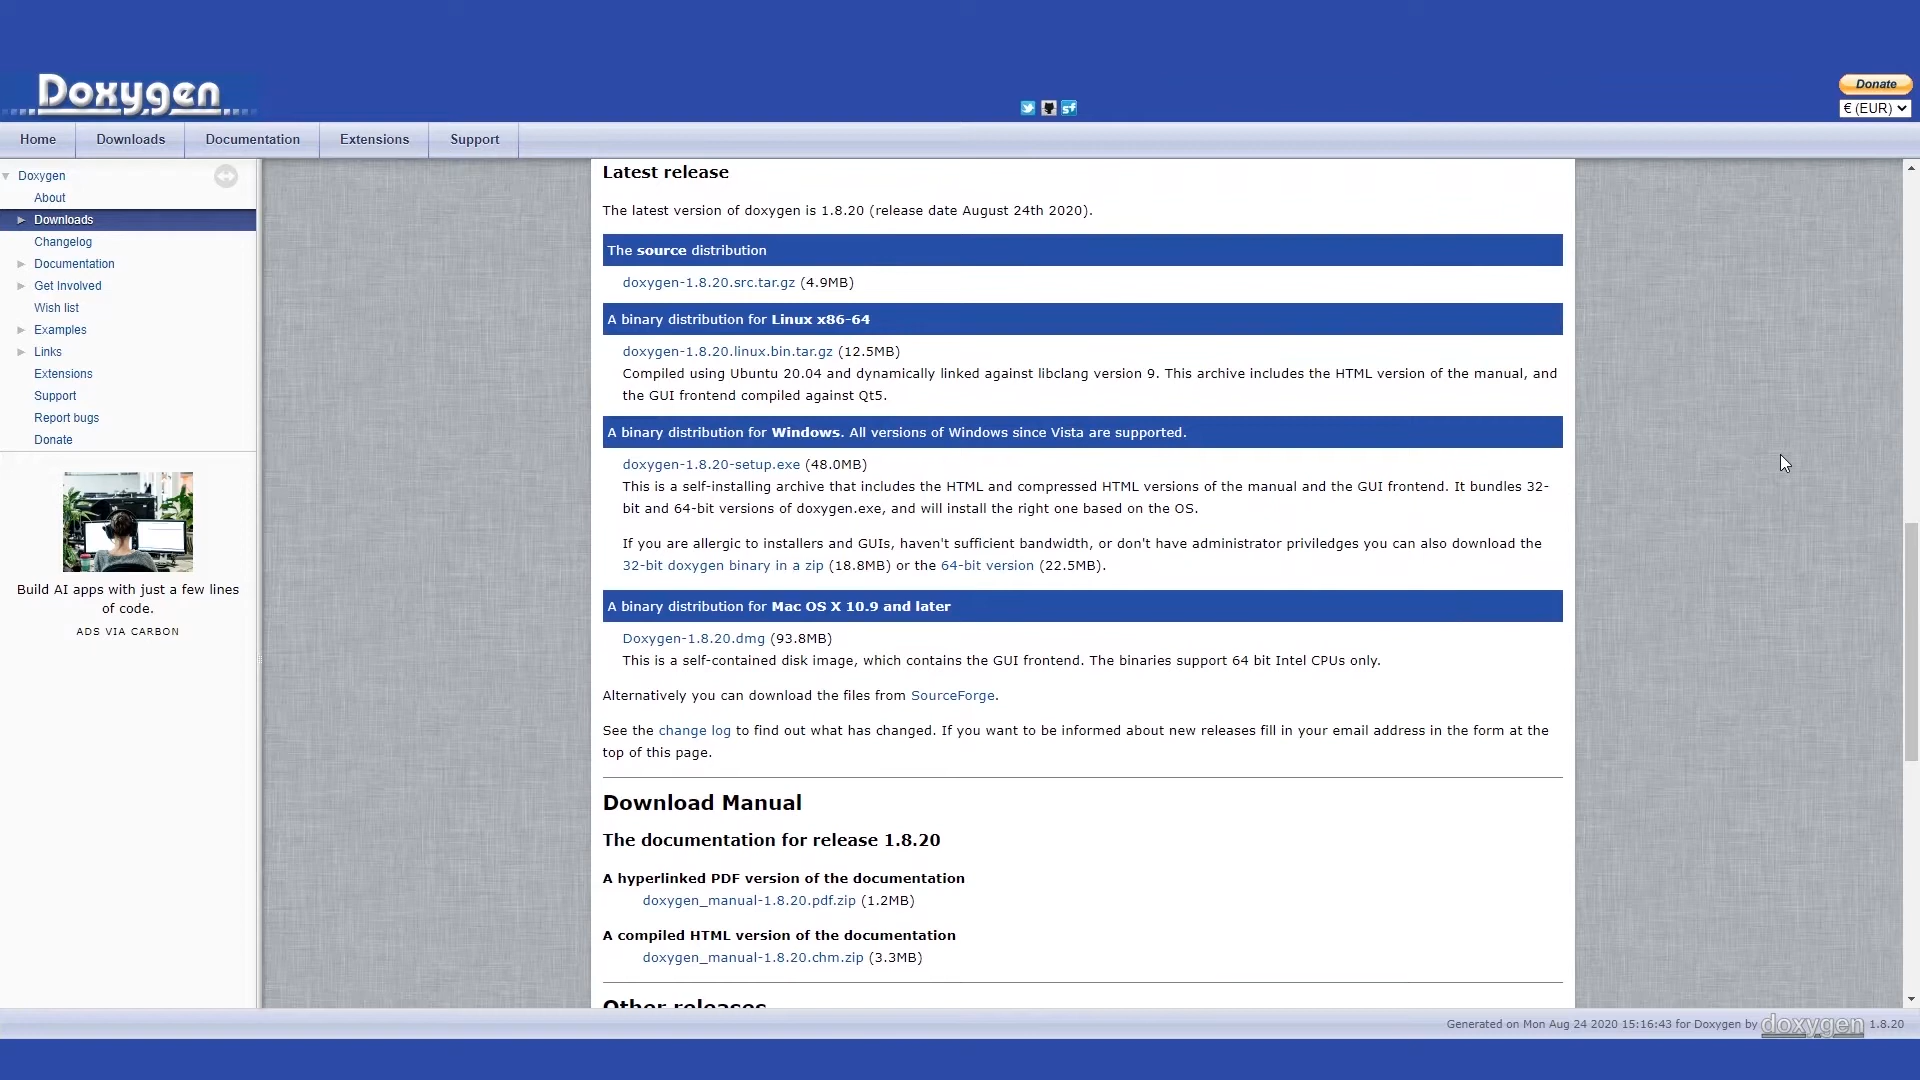 Doxygen
Donate
€ (EUR)
Home
Downloads
Documentation
Extensions
Support
Doxygen
About
Downloads
Changelog
Documentation
Get Involved
Wish list
Examples
Links
Extensions
Support
Report bugs
Donate
Build AI apps with just a few lines
of code.
ADS VIA CARBON
Latest release
The latest version of doxygen is 1.8.20 (release date August 24th 2020).
The source distribution
doxygen-1.8.20.src.tar.gz (4.9MB)
A binary distribution for Linux x86-64
doxygen-1.8.20.linux.bin.tar.gz (12.5MB)
Compiled using Ubuntu 20.04 and dynamically linked against libclang version 9. This archive includes the HTML version of the manual, and
the GUI frontend compiled against Qt5.
A binary distribution for Windows. All versions of Windows since Vista are supported.
doxygen-1.8.20-setup.exe (48.0MB)
This is a self-installing archive that includes the HTML and compressed HTML versions of the manual and the GUI frontend. It bundles 32-
bit and 64-bit versions of doxygen.exe, and will install the right one based on the OS.
If you are allergic to installers and GUIs, haven't sufficient bandwidth, or don't have administrator priviledges you can also download the
32-bit doxygen binary in a zip (18.8MB) or the 64-bit version (22.5MB).
A binary distribution for Mac OS X 10.9 and later
Doxygen-1.8.20.dmg (93.8MB)
This is a self-contained disk image, which contains the GUI frontend. The binaries support 64 bit Intel CPUs only.
Alternatively you can download the files from SourceForge.
See the change log to find out what has changed. If you want to be informed about new releases fill in your email address in the form at the
top of this page.
Download Manual
The documentation for release 1.8.20
A hyperlinked PDF version of the documentation
doxygen_manual-1.8.20.pdf.zip (1.2MB)
A compiled HTML version of the documentation
doxygen_manual-1.8.20.chm.zip (3.3MB)
Other releases
Generated on Mon Aug 24 2020 15:16:43 for Doxygen by doxygen 1.8.20